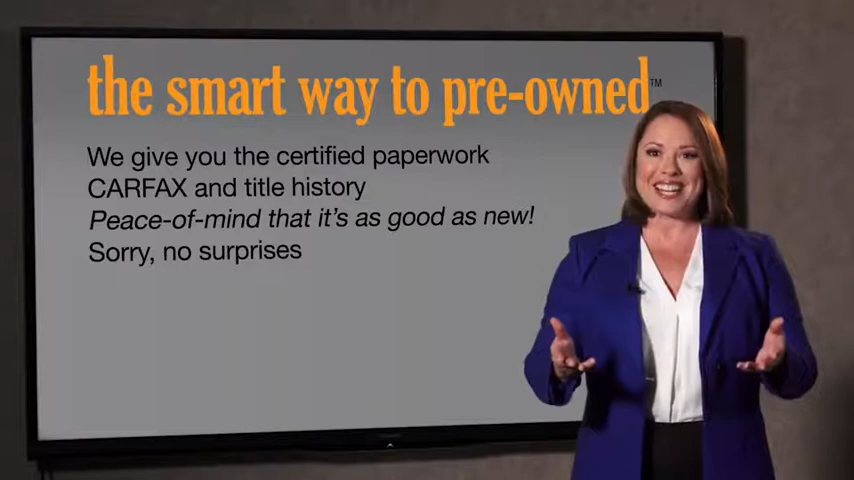 the smart way to pre-owned™
We give you the certified paperwork
CARFAX and title history
Peace-of-mind that it's as good as new!
Sorry, no surprises